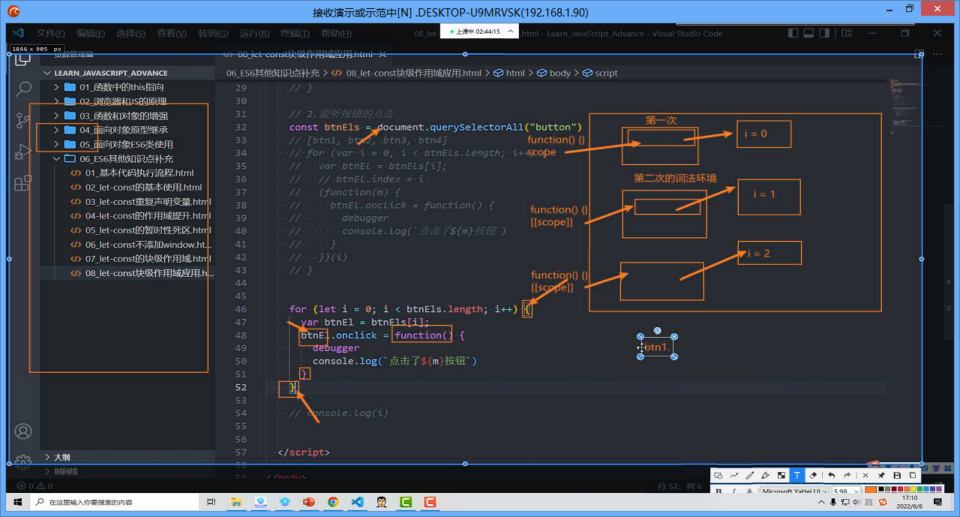 接收演示或示范中[N] .DESKTOP-U9MRVSK(192.168.1.90)
文件(F) 编辑(E) 选择(S) 查看(V) 转到(G) 运行(R) 终端(T) 帮助(H)
上课中 02:44:15
.html - Learn_JavaScript_Advance - Visual Studio Code
1846 x 905 px
08_let-const块级作用域应用.html
LEARN_JAVASCRIPT_ADVANCE
01_函数中的this指向
02_浏览器和JS的原理
03_函数和对象的增强
04_面向对象原型继承
05_面向对象ES6类使用
06_ES6其他知识点补充
01_基本代码执行流程.html
02_let-const的基本使用.html
03_let-const重复声明变量.html
04-let-const的作用域提升.html
05_let-const的暂时性死区.html
06_let-const不添加window.ht...
07_let-const的块级作用域.html
08_let-const块级作用域应用.h...
大纲
时间线
06_ES6其他知识点补充 > 08_let-const块级作用域应用.html > html > body > script
29 // }
30
31
32 // 2.监听按钮的点击
33 const btnEls = document.querySelectorAll("button")
34 // [btn1, btn2, btn3, btn4]
35 // for (var i = 0; i < btnEls.length; i++) {
36 // var btnEl = btnEls[i];
37 // // btnEl.index = i
38 // (function(m) {
39 // btnEl.onclick = function() {
40 // debugger
41 // console.log(`点击了${m}按钮`)
42 // }
43 // })(i)
44 // }
45
46 for (let i = 0; i < btnEls.length; i++) {
47 var btnEl = btnEls[i];
48 btnEl.onclick = function() {
49 debugger
50 console.log(`点击了${m}按钮`)
51 }
52 }
53
54 // console.log(i)
55
56
57 </script>
第一次
function() {}
scope
i = 0
第二次的词法环境
function() {}
[[scope]]
i = 1
function() {}
[[scope]]
i = 2
btn1.
行 52，列 6
Microsoft YaHei UI
5.98
在这里输入你要搜索的内容
17:10
2022/6/6